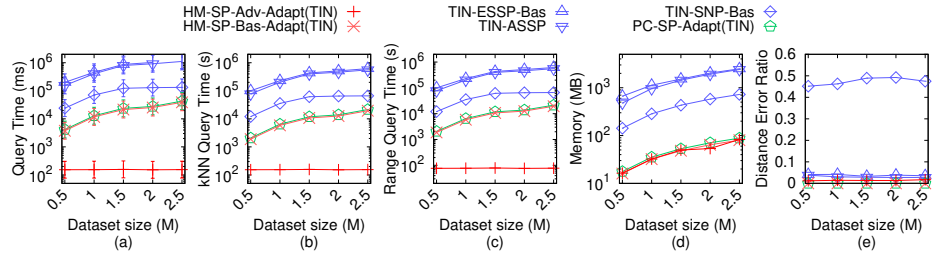 HM-SP-Adv-Adapt(TIN)
HM-SP-Bas-Adapt(TIN)
TIN-ESSP-Bas
TIN-ASSP
TIN-SNP-Bas
PC-SP-Adapt(TIN)
Query Time (ms)
10^6
10^5
10^4
10^3
10^2
0.5 1 1.5 2 2.5
Dataset size (M)
(a)
kNN Query Time (s)
10^6
10^5
10^4
10^3
10^2
0.5 1 1.5 2 2.5
Dataset size (M)
(b)
Range Query Time (s)
10^6
10^5
10^4
10^3
10^2
0.5 1 1.5 2 2.5
Dataset size (M)
(c)
Memory (MB)
10^3
10^2
10^1
0.5 1 1.5 2 2.5
Dataset size (M)
(d)
Distance Error Ratio
0.6
0.5
0.4
0.3
0.2
0.1
0
0.5 1 1.5 2 2.5
Dataset size (M)
(e)